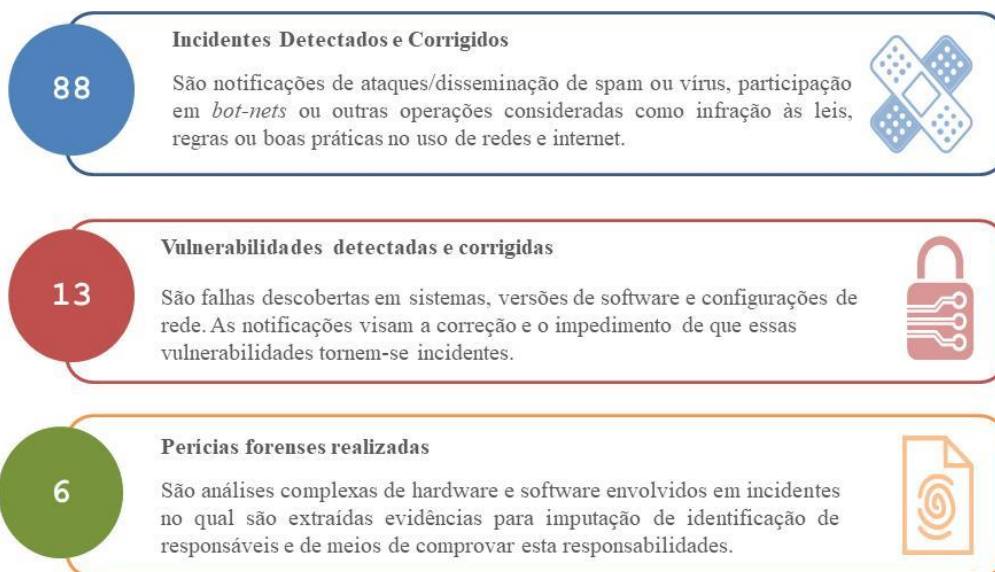 88
Incidentes Detectados e Corrigidos
São notificações de ataques/disseminação de spam ou vírus, participação
em bot-nets ou outras operações consideradas como infração às leis,
regras ou boas práticas no uso de redes e internet.
13
Vulnerabilidades detectadas e corrigidas
São falhas descobertas em sistemas, versões de software e configurações de
rede. As notificações visam a correção e o impedimento de que essas
vulnerabilidades tornem-se incidentes.
6
Perícias forenses realizadas
São análises complexas de hardware e software envolvidos em incidentes
no qual são extraídas evidências para imputação de identificação de
responsáveis e de meios de comprovar esta responsabilidades.